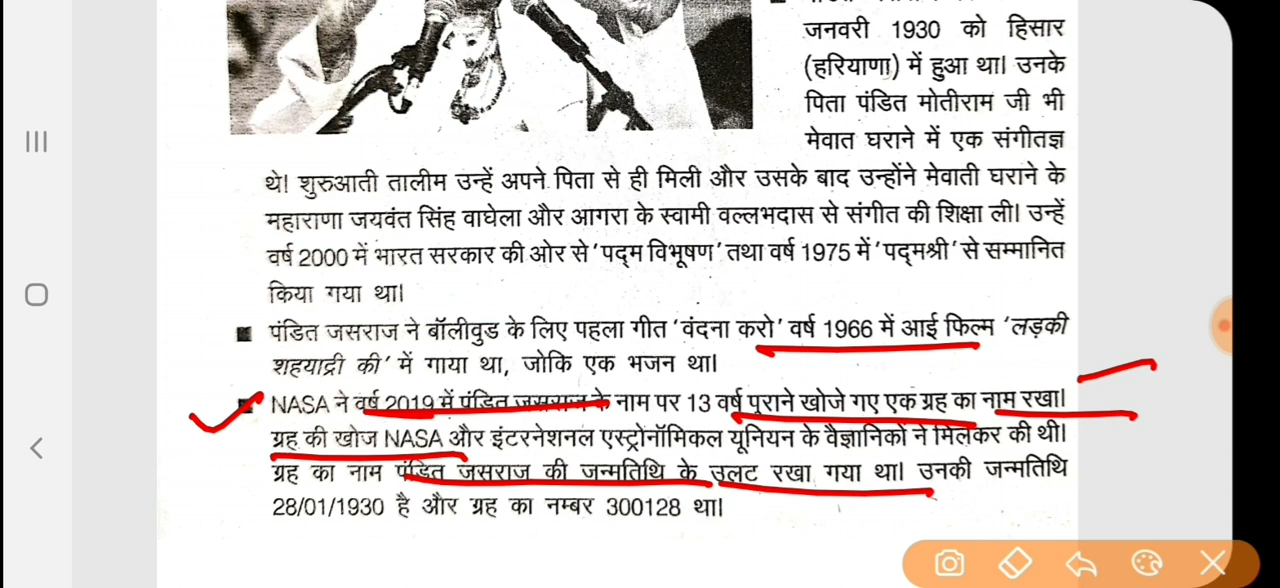 जनवरी 1930 को हिसार
(हरियाणा) में हुआ था। उनके
पिता पंडित मोतीराम जी भी
मेवात घराने में एक संगीतज्ञ
थे। शुरुआती तालीम उन्हें अपने पिता से ही मिली और उसके बाद उन्होंने मेवाती घराने के
महाराणा जयवंत सिंह वाघेला और आगरा के स्वामी वल्लभदास से संगीत की शिक्षा ली। उन्हें
वर्ष 2000 में भारत सरकार की ओर से 'पद्म विभूषण' तथा वर्ष 1975 में 'पद्मश्री' से सम्मानित
किया गया था।
■ पंडित जसराज ने बॉलीवुड के लिए पहला गीत 'वंदना करो' वर्ष 1966 में आई फिल्म 'लड़की
शहयाद्री की' में गाया था, जोकि एक भजन था।
■ NASA ने वर्ष 2019 में पंडित जसराज के नाम पर 13 वर्ष पुराने खोजे गए एक ग्रह का नाम रखा।
ग्रह की खोज NASA और इंटरनेशनल एस्ट्रोनॉमिकल यूनियन के वैज्ञानिकों ने मिलकर की थी।
ग्रह का नाम पंडित जसराज की जन्मतिथि के उलट रखा गया था। उनकी जन्मतिथि
28/01/1930 है और ग्रह का नम्बर 300128 था।